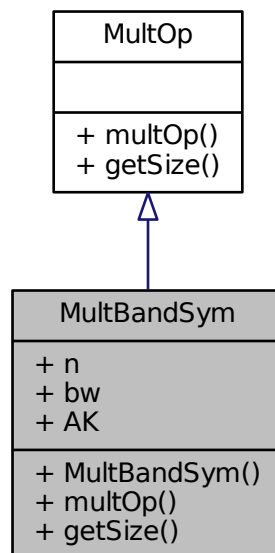 MultOp
+ multOp()
+ getSize()
MultBandSym
+ n
+ bw
+ AK
+ MultBandSym()
+ multOp()
+ getSize()